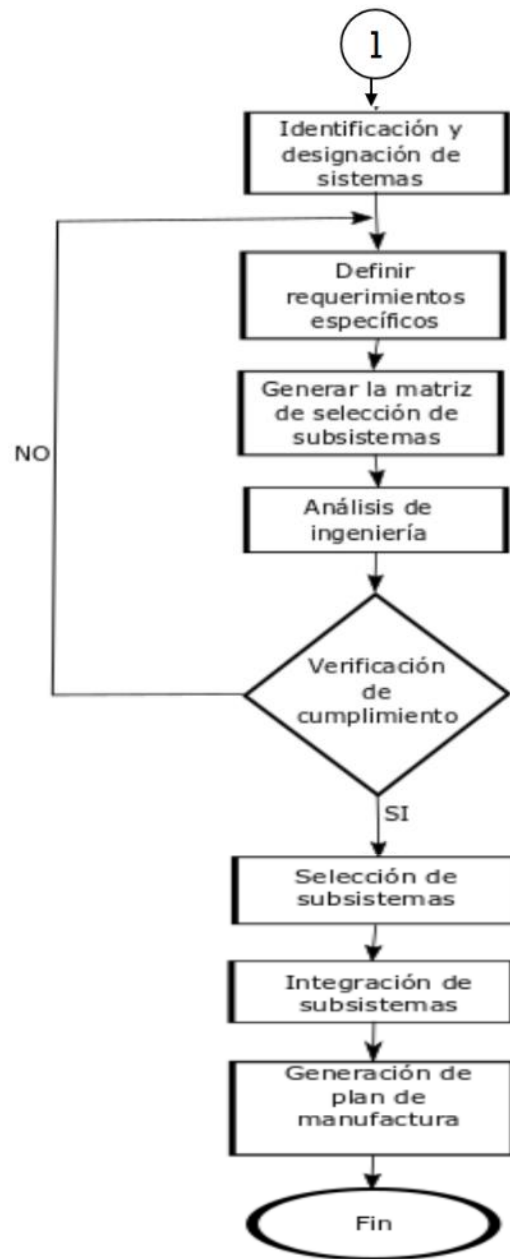 1
Identificación y
designación de
sistemas
Definir
requerimientos
específicos
Generar la matriz
de selección de
subsistemas
NO
Análisis de
ingeniería
Verificación
de
cumplimiento
SI
Selección de
subsistemas
Integración de
subsistemas
Generación de
plan de
manufactura
Fin